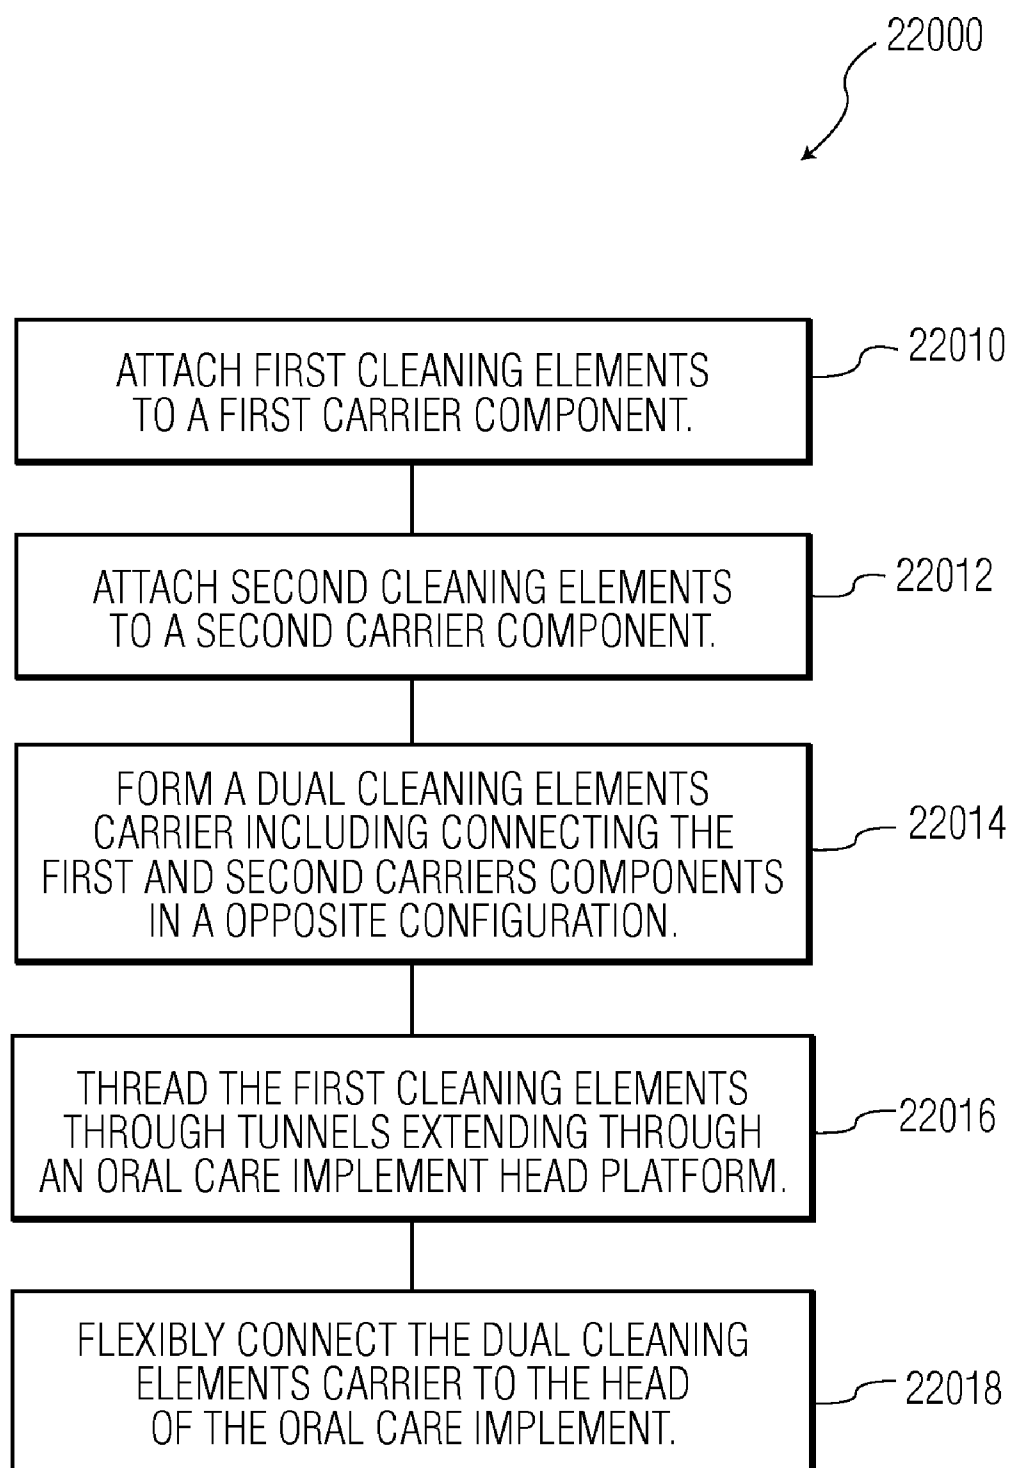 22000
ATTACH FIRST CLEANING ELEMENTS
TO A FIRST CARRIER COMPONENT.
22010
ATTACH SECOND CLEANING ELEMENTS
TO A SECOND CARRIER COMPONENT.
22012
FORM A DUAL CLEANING ELEMENTS
CARRIER INCLUDING CONNECTING THE
FIRST AND SECOND CARRIERS COMPONENTS
IN A OPPOSITE CONFIGURATION.
22014
THREAD THE FIRST CLEANING ELEMENTS
THROUGH TUNNELS EXTENDING THROUGH
AN ORAL CARE IMPLEMENT HEAD PLATFORM.
22016
FLEXIBLY CONNECT THE DUAL CLEANING
ELEMENTS CARRIER TO THE HEAD
OF THE ORAL CARE IMPLEMENT.
22018